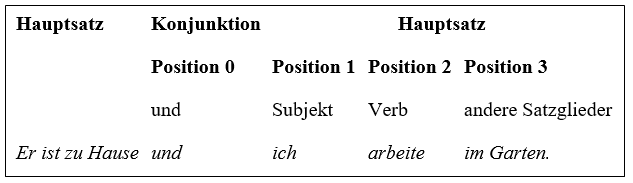 Hauptsatz Konjunktion Hauptsatz
Position 0 Position 1 Position 2 Position 3
und Subjekt Verb andere Satzglieder
Er ist zu Hause und ich arbeite im Garten.